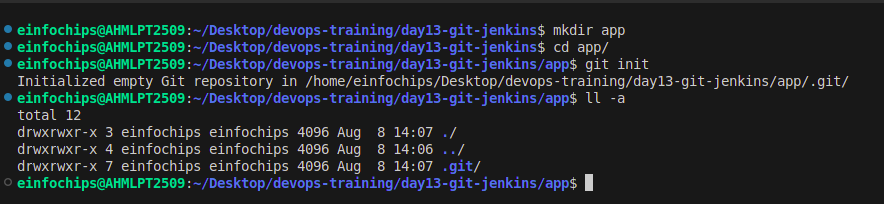 einfochips@AHMLPT2509:~/Desktop/devops-training/day13-git-jenkins$ mkdir app
einfochips@AHMLPT2509:~/Desktop/devops-training/day13-git-jenkins$ cd app/
einfochips@AHMLPT2509:~/Desktop/devops-training/day13-git-jenkins/app$ git init
Initialized empty Git repository in /home/einfochips/Desktop/devops-training/day13-git-jenkins/app/.git/
einfochips@AHMLPT2509:~/Desktop/devops-training/day13-git-jenkins/app$ ll -a
total 12
drwxrwxr-x 3 einfochips einfochips 4096 Aug  8 14:07 ./
drwxrwxr-x 4 einfochips einfochips 4096 Aug  8 14:06 ../
drwxrwxr-x 7 einfochips einfochips 4096 Aug  8 14:07 .git/
einfochips@AHMLPT2509:~/Desktop/devops-training/day13-git-jenkins/app$